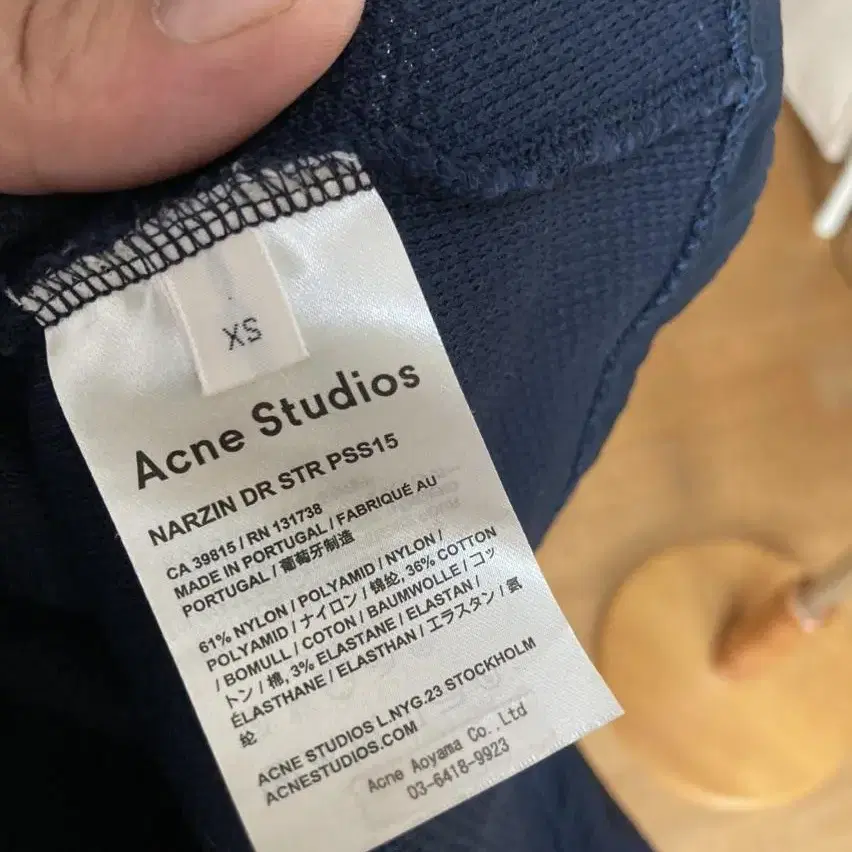 XS
Acne Studios
NARZIN DR STR PSS15
CA 39815 / RN 131738
MADE IN PORTUGAL / FABRIQUÉ AU
PORTUGAL / 葡萄牙制造
61% NYLON / POLYAMID / NYLON /
POLYAMID / ナイロン / 锦纶, 36% COTTON
/ BOMULL / COTON / BAUMWOLLE / コッ
トン / 棉, 3% ELASTANE / ELASTAN /
ÉLASTHANE / ELASTHAN / エラスタン / 氨
纶
ACNE STUDIOS L.NYG.23 STOCKHOLM
ACNESTUDIOS.COM
Acne Aoyama Co.,Ltd
03-6418-9923